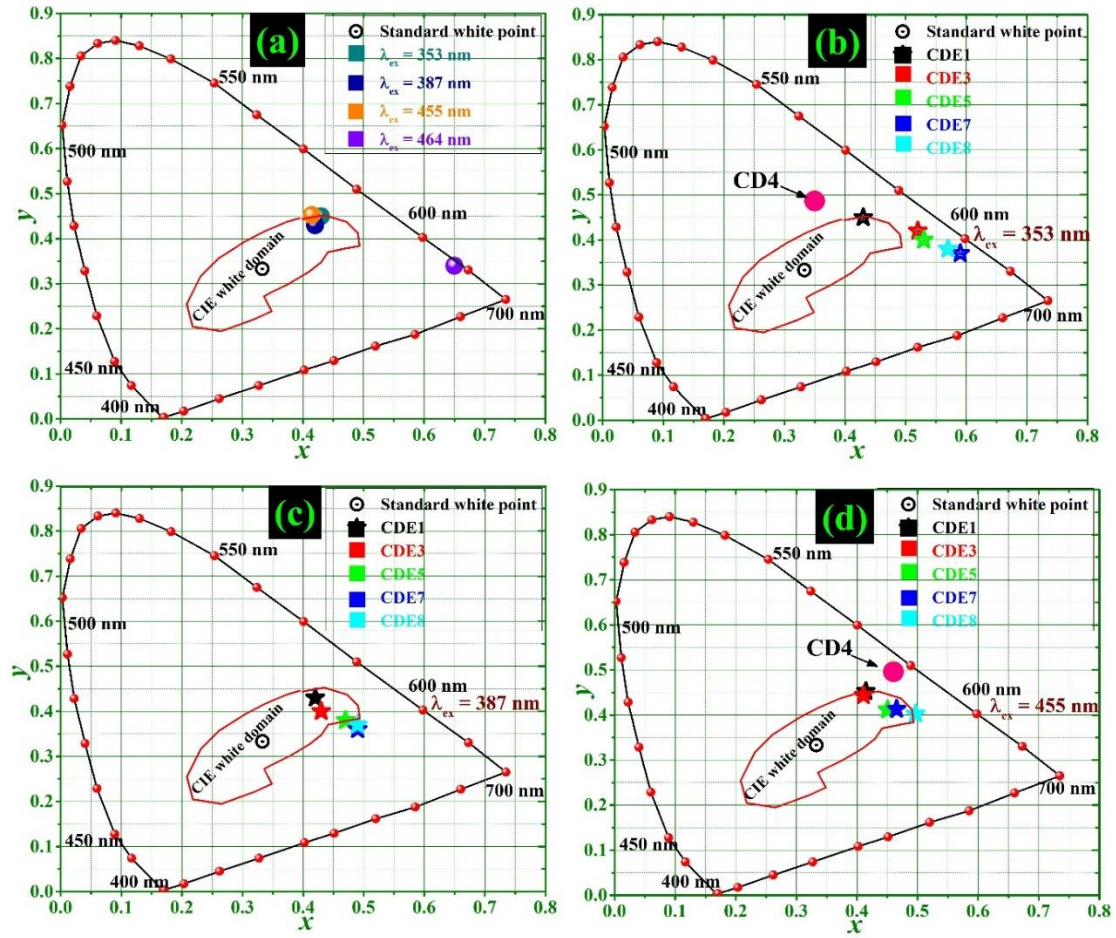 (a)
Standard white point
λex = 353 nm
λex = 387 nm
λex = 455 nm
λex = 464 nm
0.9
0.8
0.7
0.6
0.5
0.4
0.3
0.2
0.1
0.0
y
550 nm
500 nm
600 nm
CIE white domain
700 nm
450 nm
400 nm
0.0 0.1 0.2 0.3 0.4 0.5 0.6 0.7 0.8
x
(b)
Standard white point
CDE1
CDE3
CDE5
CDE7
CDE8
0.9
0.8
0.7
0.6
0.5
0.4
0.3
0.2
0.1
0.0
y
550 nm
500 nm
CD4
600 nm
λex = 353 nm
CIE white domain
700 nm
450 nm
400 nm
0.0 0.1 0.2 0.3 0.4 0.5 0.6 0.7 0.8
x
(c)
Standard white point
CDE1
CDE3
CDE5
CDE7
CDE8
0.9
0.8
0.7
0.6
0.5
0.4
0.3
0.2
0.1
0.0
y
550 nm
500 nm
600 nm
λex = 387 nm
CIE white domain
700 nm
450 nm
400 nm
0.0 0.1 0.2 0.3 0.4 0.5 0.6 0.7 0.8
x
(d)
Standard white point
CDE1
CDE3
CDE5
CDE7
CDE8
0.9
0.8
0.7
0.6
0.5
0.4
0.3
0.2
0.1
0.0
y
550 nm
500 nm
CD4
600 nm
λex = 455 nm
CIE white domain
700 nm
450 nm
400 nm
0.0 0.1 0.2 0.3 0.4 0.5 0.6 0.7 0.8
x